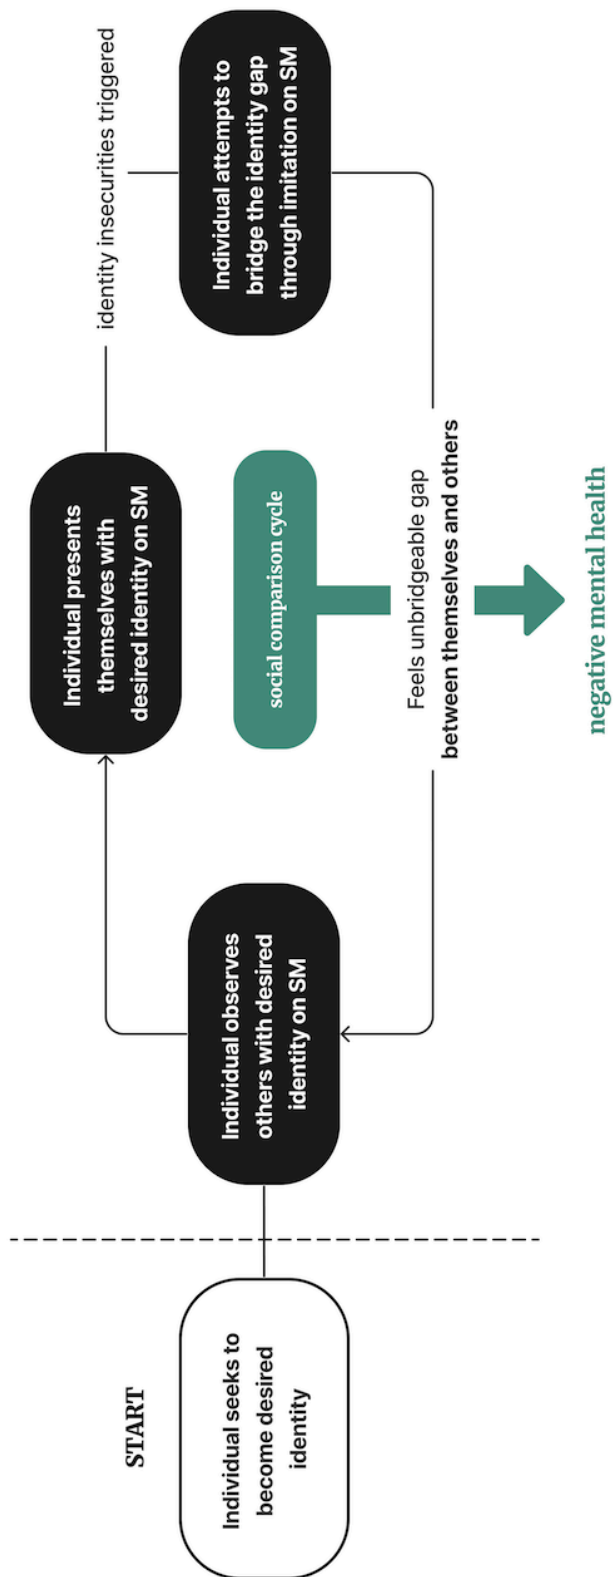 START
Individual seeks to
become desired
identity
Individual observes
others with desired
identity on SM
Individual presents
themselves with
desired identity on SM
identity insecurities triggered
Individual attempts to
bridge the identity gap
through imitation on SM
social comparison cycle
Feels unbridgeable gap
between themselves and others
negative mental health